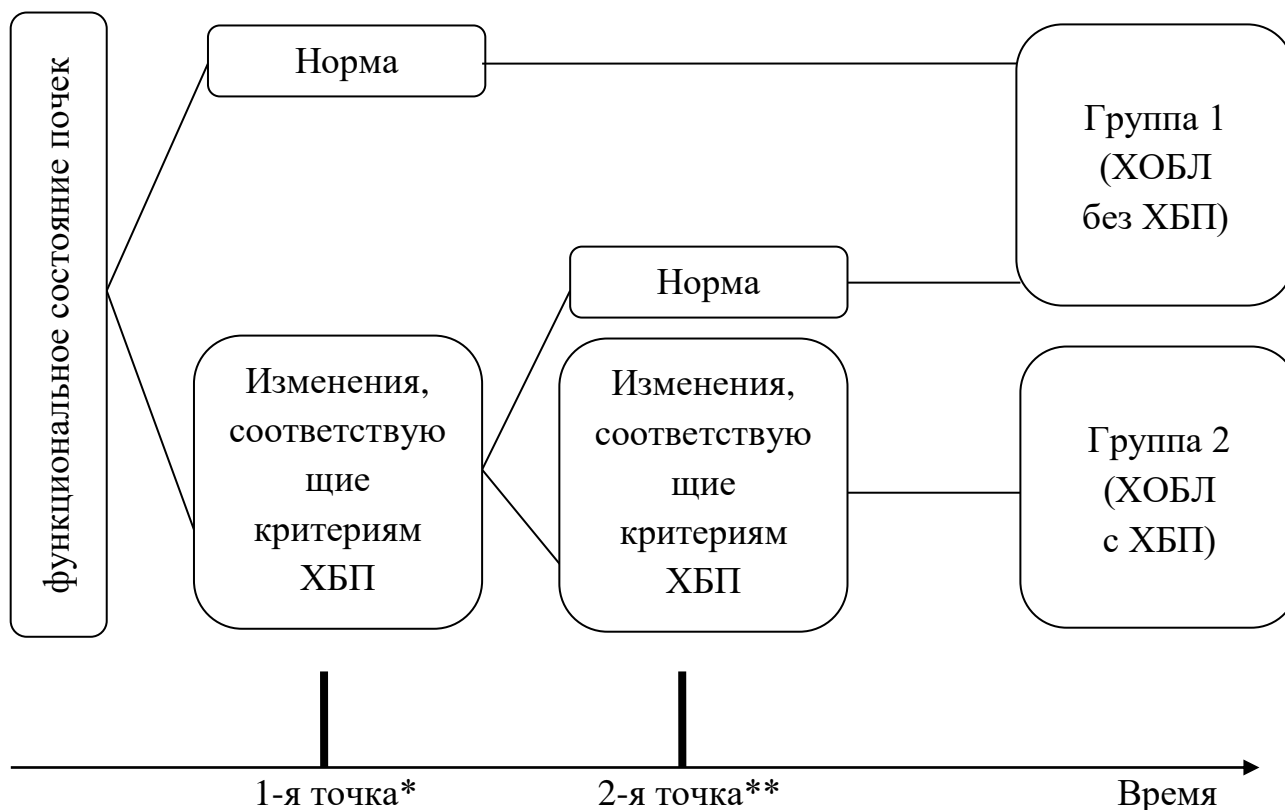 функциональное состояние почек
Норма
Группа 1
(ХОБЛ
без ХБП)
Норма
Изменения,
соответствую
щие
критериям
ХБП
Изменения,
соответствую
щие
критериям
ХБП
Группа 2
(ХОБЛ
с ХБП)
1-я точка*
2-я точка**
Время